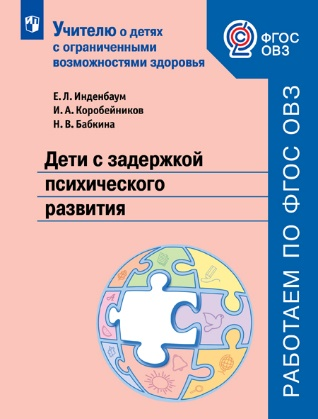 Учителю о детях
с ограниченными
возможностями здоровья
ФГОС
ОВЗ
Е. Л. Инденбаум
И. А. Коробейников
Н. В. Бабкина
Дети с задержкой
психического
развития
РАБОТАЕМ ПО ФГОС ОВЗ